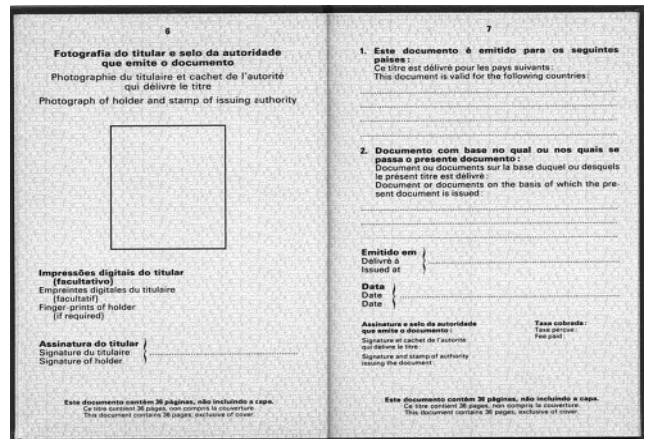 6
Fotografia do titular e selo da autoridade
que emite o documento
Photographie du titulaire et cachet de l'autorité
qui délivre le titre
Photograph of holder and stamp of issuing authority
Impressões digitais do titular
(facultativo)
Empreintes digitales du titulaire
(facultatif)
Finger-prints of holder
(if required)
Assinatura do titular
Signature du titulaire
Signature of holder
Este documento contém 36 páginas, não incluindo a capa.
Ce titre contient 36 pages, non compris la couverture.
This document contains 36 pages, exclusive of cover.
7
1. Este documento é emitido para os seguintes
países:
Ce titre est délivré pour les pays suivants:
This document is valid for the following countries:
2. Documento com base no qual ou nos quais se
passa o presente documento:
Document ou documents sur la base duquel ou desquels
le présent titre est délivré:
Document or documents on the basis of which the pre-
sent document is issued:
Emitido em
Délivré à
Issued at
Data
Date
Date
Assinatura e selo da autoridade
que emite o documento:
Signature et cachet de l'autorité
qui délivre le titre:
Signature and stamp of authority
issuing the document:
Taxa cobrada:
Taxe perçue:
Fee paid:
Este documento contém 36 páginas, não incluindo a capa.
Ce titre contient 36 pages, non compris la couverture.
This document contains 36 pages, exclusive of cover.